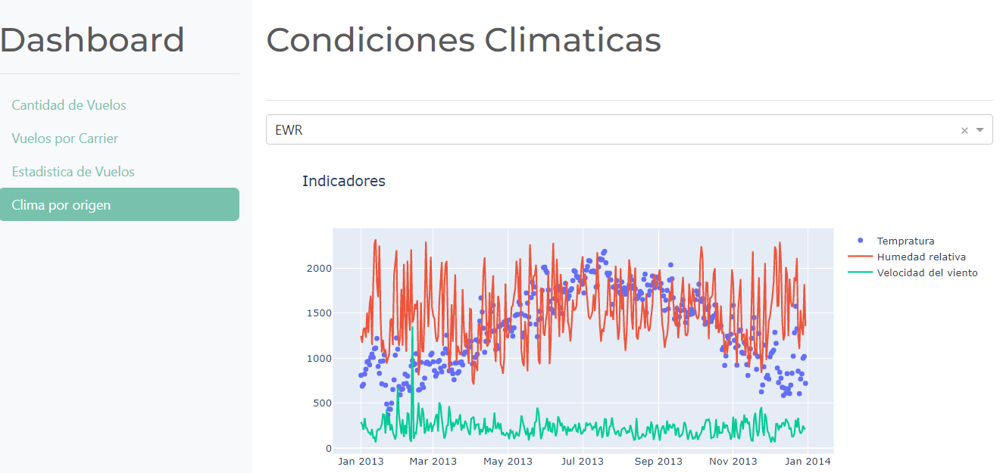 Dashboard
Cantidad de Vuelos
Vuelos por Carrier
Estadistica de Vuelos
Clima por origen
Condiciones Climaticas
EWR
Indicadores
2000
1500
1000
500
0
Jan 2013 Mar 2013 May 2013 Jul 2013 Sep 2013 Nov 2013 Jan 2014
Tempratura
Humedad relativa
Velocidad del viento